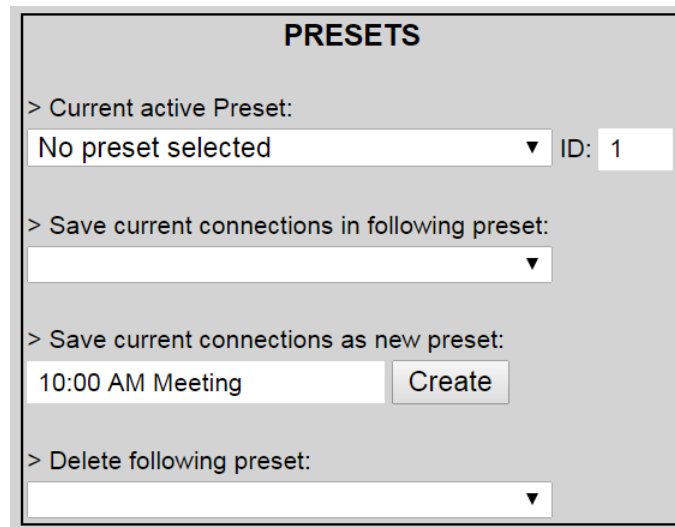 PRESETS
> Current active Preset:
No preset selected ▼ ID: 1
> Save current connections in following preset:
▼
> Save current connections as new preset:
10:00 AM Meeting Create
> Delete following preset:
▼